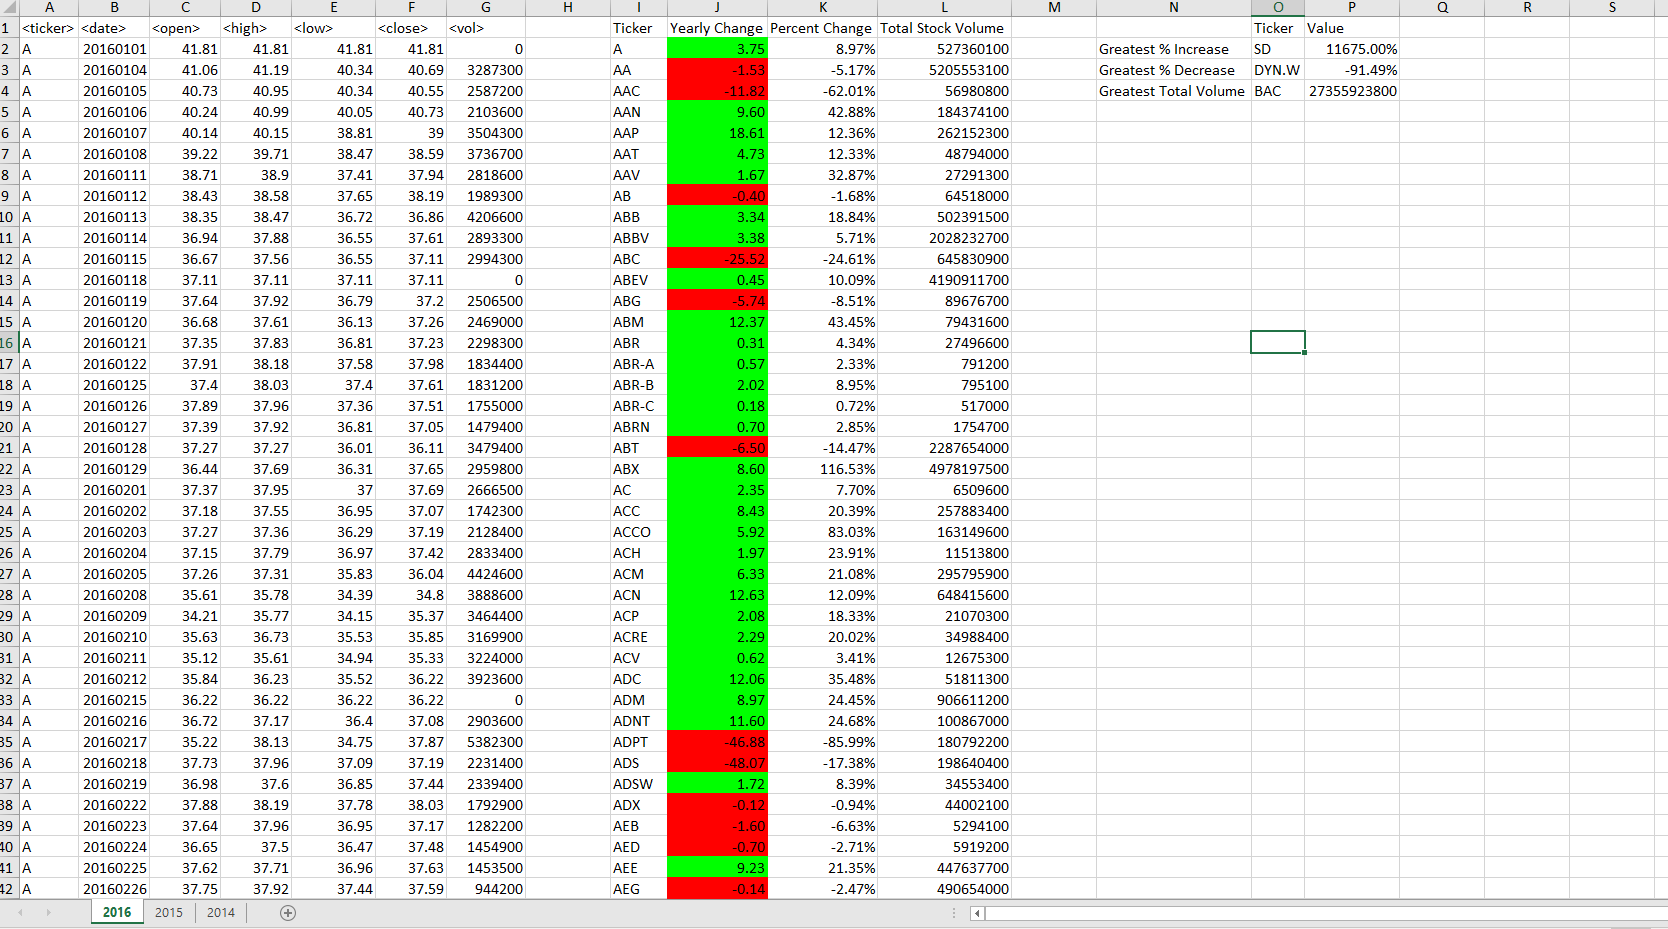 A B C D E F G H I J K L M N O P Q R S
1 <ticker> <date> <open> <high> <low> <close> <vol> Ticker Yearly Change Percent Change Total Stock Volume Ticker Value
2 A 20160101 41.81 41.81 41.81 41.81 0 A 3.75 8.97% 527360100 Greatest % Increase SD 11675.00%
3 A 20160104 41.06 41.19 40.34 40.69 3287300 AA -1.53 -5.17% 5205553100 Greatest % Decrease DYN.W -91.49%
4 A 20160105 40.73 40.95 40.34 40.55 2587200 AAC -11.82 -62.01% 56980800 Greatest Total Volume BAC 27355923800
5 A 20160106 40.24 40.99 40.05 40.73 2103600 AAN 9.60 42.88% 184374100
6 A 20160107 40.14 40.15 38.81 39 3504300 AAP 18.61 12.36% 262152300
7 A 20160108 39.22 39.71 38.47 38.59 3736700 AAT 4.73 12.33% 48794000
8 A 20160111 38.71 38.9 37.41 37.94 2818600 AAV 1.67 32.87% 27291300
9 A 20160112 38.43 38.58 37.65 38.19 1989300 AB -0.40 -1.68% 64518000
10 A 20160113 38.35 38.47 36.72 36.86 4206600 ABB 3.34 18.84% 502391500
11 A 20160114 36.94 37.88 36.55 37.61 2893300 ABBV 3.38 5.71% 2028232700
12 A 20160115 36.67 37.56 36.55 37.11 2994300 ABC -25.52 -24.61% 645830900
13 A 20160118 37.11 37.11 37.11 37.11 0 ABEV 0.45 10.09% 4190911700
14 A 20160119 37.64 37.92 36.79 37.2 2506500 ABG -5.74 -8.51% 89676700
15 A 20160120 36.68 37.61 36.13 37.26 2469000 ABM 12.37 43.45% 79431600
16 A 20160121 37.35 37.83 36.81 37.23 2298300 ABR 0.31 4.34% 27496600
17 A 20160122 37.91 38.18 37.58 37.98 1834400 ABR-A 0.57 2.33% 791200
18 A 20160125 37.4 38.03 37.4 37.61 1831200 ABR-B 2.02 8.95% 795100
19 A 20160126 37.89 37.96 37.36 37.51 1755000 ABR-C 0.18 0.72% 517000
20 A 20160127 37.39 37.92 36.81 37.05 1479400 ABRN 0.70 2.85% 1754700
21 A 20160128 37.27 37.27 36.01 36.11 3479400 ABT -6.50 -14.47% 2287654000
22 A 20160129 36.44 37.69 36.31 37.65 2959800 ABX 8.60 116.53% 4978197500
23 A 20160201 37.37 37.95 37 37.69 2666500 AC 2.35 7.70% 6509600
24 A 20160202 37.18 37.55 36.95 37.07 1742300 ACC 8.43 20.39% 257883400
25 A 20160203 37.27 37.36 36.29 37.19 2128400 ACCO 5.92 83.03% 163149600
26 A 20160204 37.15 37.79 36.97 37.42 2833400 ACH 1.97 23.91% 11513800
27 A 20160205 37.26 37.31 35.83 36.04 4424600 ACM 6.33 21.08% 295795900
28 A 20160208 35.61 35.78 34.39 34.8 3888600 ACN 12.63 12.09% 648415600
29 A 20160209 34.21 35.77 34.15 35.37 3464400 ACP 2.08 18.33% 21070300
30 A 20160210 35.63 36.73 35.53 35.85 3169900 ACRE 2.29 20.02% 34988400
31 A 20160211 35.12 35.61 34.94 35.33 3224000 ACV 0.62 3.41% 12675300
32 A 20160212 35.84 36.23 35.52 36.22 3923600 ADC 12.06 35.48% 51811300
33 A 20160215 36.22 36.22 36.22 36.22 0 ADM 8.97 24.45% 906611200
34 A 20160216 36.72 37.17 36.4 37.08 2903600 ADNT 11.60 24.68% 100867000
35 A 20160217 35.22 38.13 34.75 37.87 5382300 ADPT -46.88 -85.99% 180792200
36 A 20160218 37.73 37.96 37.09 37.19 2231400 ADS -48.07 -17.38% 198640400
37 A 20160219 36.98 37.6 36.85 37.44 2339400 ADSW 1.72 8.39% 34553400
38 A 20160222 37.88 38.19 37.78 38.03 1792900 ADX -0.12 -0.94% 44002100
39 A 20160223 37.64 37.96 36.95 37.17 1282200 AEB -1.60 -6.63% 5294100
40 A 20160224 36.65 37.5 36.47 37.48 1454900 AED -0.70 -2.71% 5919200
41 A 20160225 37.62 37.71 36.96 37.63 1453500 AEE 9.23 21.35% 447637700
42 A 20160226 37.75 37.92 37.44 37.59 944200 AEG -0.14 -2.47% 490654000
2016 2015 2014